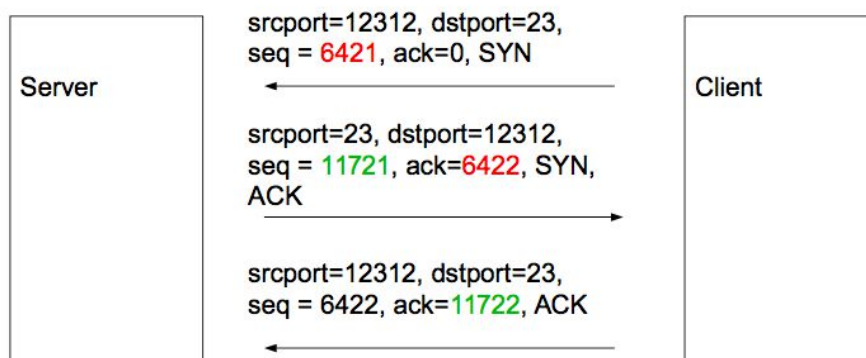 srcport=12312, dstport=23,
seq = 6421, ack=0, SYN
Server
Client
srcport=23, dstport=12312,
seq = 11721, ack=6422, SYN,
ACK
srcport=12312, dstport=23,
seq = 6422, ack=11722, ACK